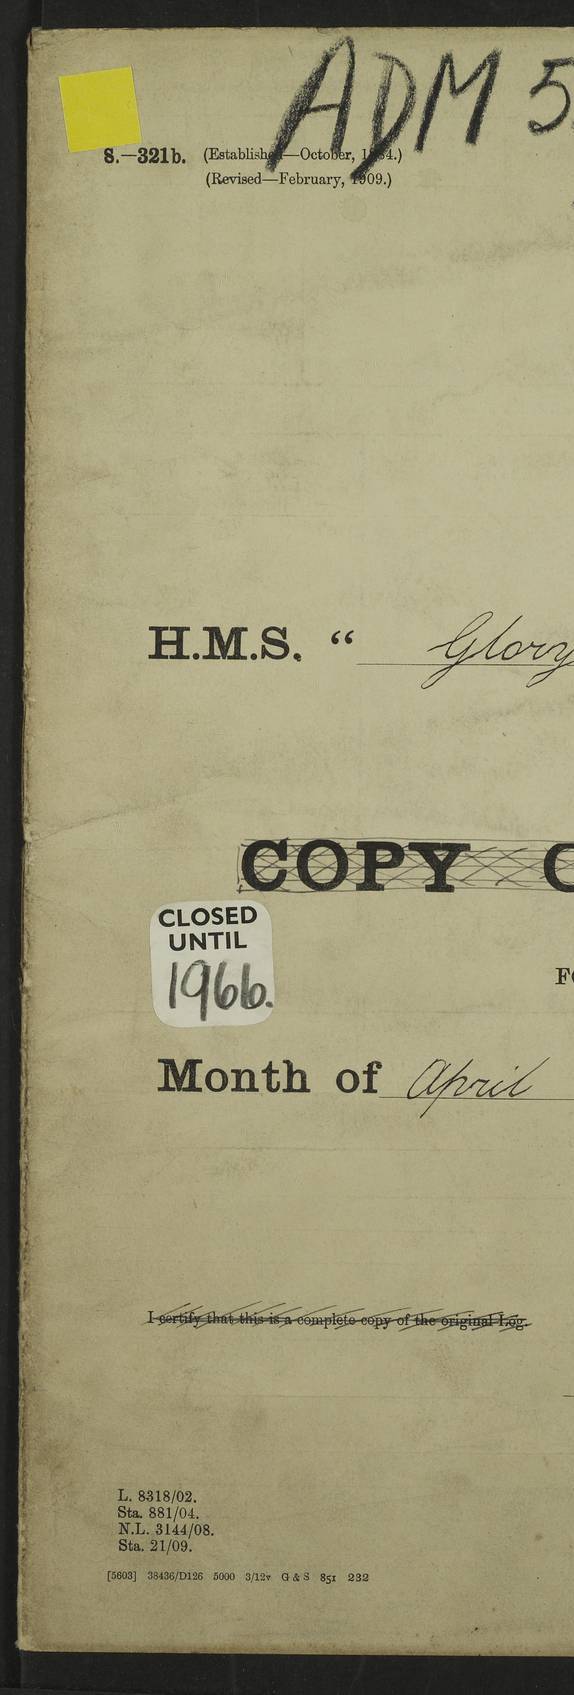 ADM 5
S.—321b. (Established—October, 1884.)
(Revised—February, 1909.)
H.M.S. “ Glory
COPY O
CLOSED
UNTIL
1966.
FO
Month of April
I certify that this is a complete copy of the original Log.
L. 8318/02.
Sta. 881/04.
N.L. 3144/08.
Sta. 21/09.
[5603] 38436/D126 5000 3/12v G & S 851 232